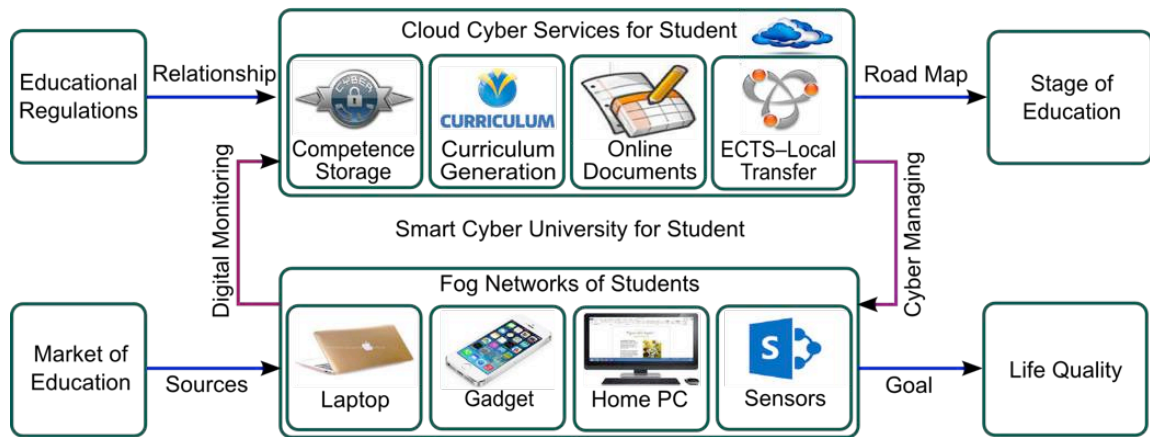 Cloud Cyber Services for Student
Educational
Regulations
Relationship
CYBER
Competence
Storage
CURRICULUM
Curriculum
Generation
Online
Documents
ECTS–Local
Transfer
Road Map
Stage of
Education
Digital Monitoring
Smart Cyber University for Student
Cyber Managing
Fog Networks of Students
Market of
Education
Sources
Laptop
Gadget
Home PC
S
Sensors
Goal
Life Quality